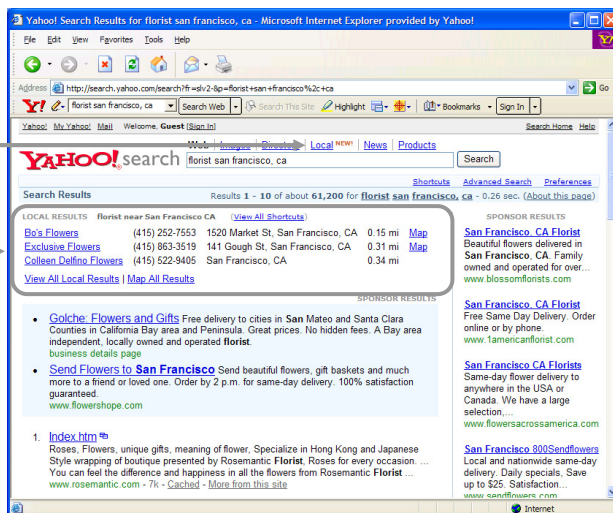 Yahoo! Search Results for florist san francisco, ca - Microsoft Internet Explorer provided by Yahoo!
File Edit View Favorites Tools Help
Address http://search.yahoo.com/search?fr=slv2-&p=florist+san+francisco%2c+ca Go
Y! florist san francisco, ca Search Web Search This Site Highlight Bookmarks Sign In
Yahoo! My Yahoo! Mail Welcome, Guest [Sign In] Search Home Help
Web Images Directory Local NEW! News Products
YAHOO! search florist san francisco, ca Search
Shortcuts Advanced Search Preferences
Search Results Results 1 - 10 of about 61,200 for florist san francisco, ca - 0.26 sec. (About this page)
LOCAL RESULTS florist near San Francisco CA (View All Shortcuts)
Bo's Flowers (415) 252-7553 1520 Market St, San Francisco, CA 0.15 mi Map
Exclusive Flowers (415) 863-3519 141 Gough St, San Francisco, CA 0.31 mi Map
Colleen Delfino Flowers (415) 522-9405 San Francisco, CA 0.34 mi
View All Local Results | Map All Results
SPONSOR RESULTS
• Golche: Flowers and Gifts Free delivery to cities in San Mateo and Santa Clara
Counties in California Bay area and Peninsula. Great prices. No hidden fees. A Bay area
independent, locally owned and operated florist.
business details page
• Send Flowers to San Francisco Send beautiful flowers, gift baskets and much
more to a friend or loved one. Order by 2 p.m. for same-day delivery. 100% satisfaction
guaranteed.
www.flowershope.com
1. Index.htm
Roses, Flowers, unique gifts, meaning of flower, Specialize in Hong Kong and Japanese
Style wrapping of boutique presented by Rosemantic Florist, Roses for every occasion. ...
You can feel the difference and happiness in all the flowers from Rosemantic Florist ...
www.rosemantic.com - 7k - Cached - More from this site
SPONSOR RESULTS
San Francisco, CA Florist
Beautiful flowers delivered in
San Francisco, CA. Family
owned and operated for over...
www.blossomflorists.com
San Francisco, CA Florist
Free Same Day Delivery. Order
online or by phone.
www.1americanflorist.com
San Francisco CA Florists
Same-day flower delivery to
anywhere in the USA or
Canada. We have a large
selection,...
www.flowersacrossamerica.com
San Francisco 800Sendflowers
Local and nationwide same-day
delivery. Daily specials, Save
up to $25. Satisfaction...
www.sendflowers.com
Internet